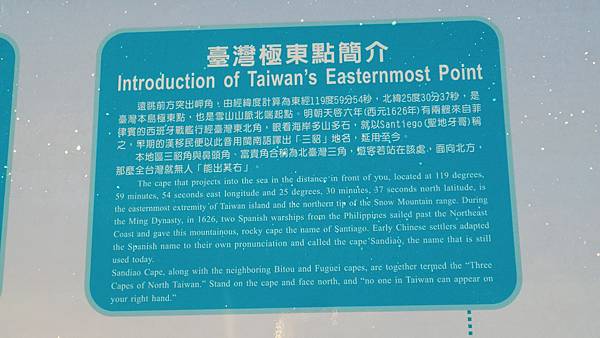 臺灣極東點簡介
Introduction of Taiwan's Easternmost Point
遠眺前方突出岬角，由經緯度計算為東經119度59分54秒，北緯25度30分37秒，是
臺灣本島極東點，也是雪山山脈北端起點。明朝天啓六年(西元1626年)有兩艘來自菲
律賓的西班牙戰艦行經臺灣東北角，眼看海岸多山多石，就以Santiego(聖地牙哥)稱
之，早期的漢移民便以此音用閩南語譯出「三貂」地名，延用至今。
本地區三貂角與鼻頭角、富貴角合稱為北臺灣三角，遊客若站在該處，面向北方，
那麼全台灣就無人「能出其右」。
The cape that projects into the sea in the distance in front of you, located at 119 degrees,
59 minutes, 54 seconds east longitude and 25 degrees, 30 minutes, 37 seconds north latitude, is
the easternmost extremity of Taiwan island and the northern tip of the Snow Mountain range. During
the Ming Dynasty, in 1626, two Spanish warships from the Philippines sailed past the Northeast
Coast and gave this mountainous, rocky cape the name of Santiago. Early Chinese settlers adapted
the Spanish name to their own pronunciation and called the cape Sandiao, the name that is still
used today.
Sandiao Cape, along with the neighboring Bitou and Fuguei capes, are together termed the "Three
Capes of North Taiwan." Stand on the cape and face north, and "no one in Taiwan can appear on
your right hand."